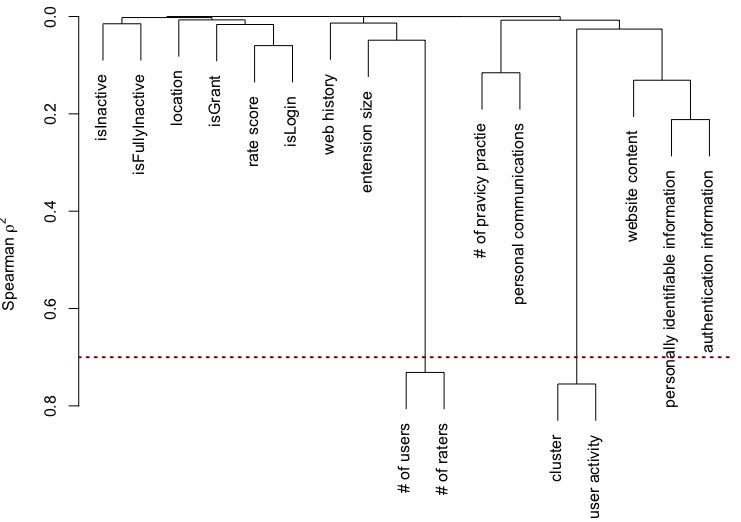 Spearman ρ²
0.0
0.2
0.4
0.6
0.8
isInactive
isFullyInactive
location
isGrant
rate score
isLogin
web history
entension size
# of users
# of raters
# of pravicy practie
personal communications
cluster
user activity
website content
personally identifiable information
authentication information